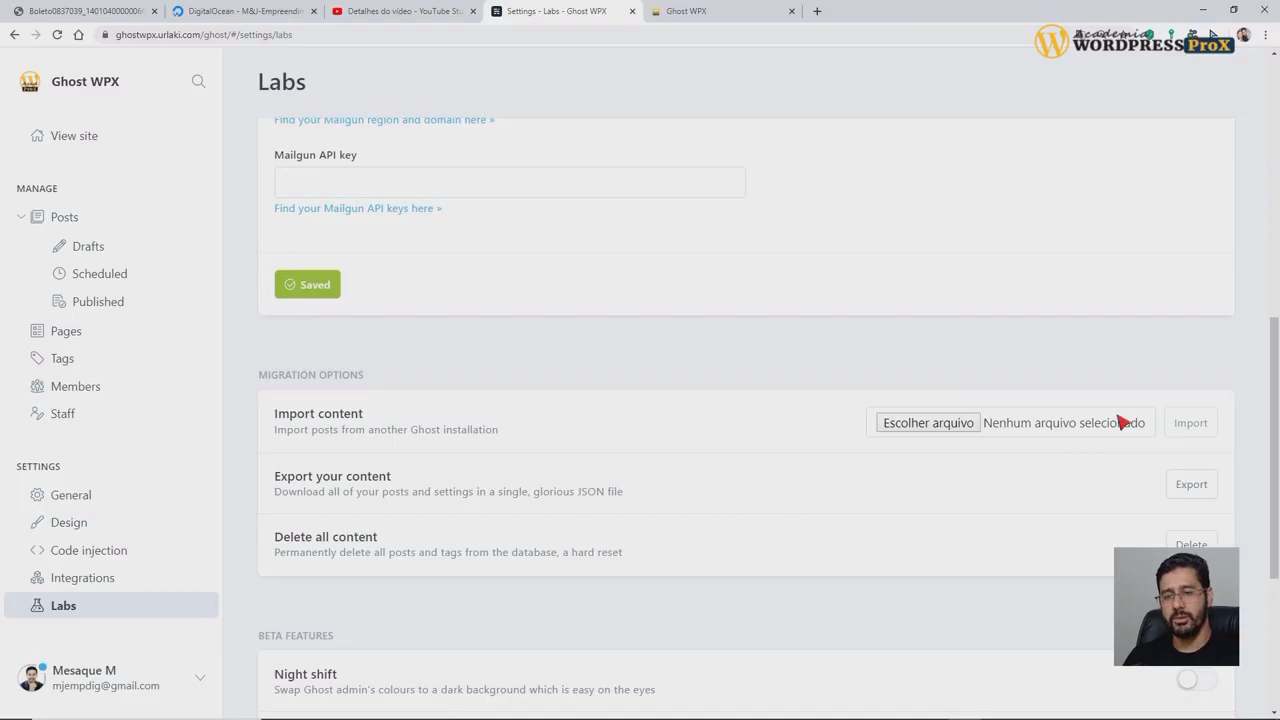 Boleto0837039_14010400000066
DigitalOcean - M&J-Empreendim
Detalhes do vídeo - YouTube Stu
Settings - Labs - Ghost WPX
Ghost WPX
ghostwpx.urlaki.com/ghost/#/settings/labs
Academia
WORDPRESS ProX
Ghost WPX
Labs
View site
Find your Mailgun region and domain here »
Mailgun API key
MANAGE
Find your Mailgun API keys here »
Posts
Drafts
Scheduled
Saved
Published
Pages
Tags
MIGRATION OPTIONS
Members
Import content
Escolher arquivo Nenhum arquivo selecionado
Import
Staff
Import posts from another Ghost installation
SETTINGS
Export your content
Export
General
Download all of your posts and settings in a single, glorious JSON file
Design
Delete all content
Delete
Code injection
Permanently delete all posts and tags from the database, a hard reset
Integrations
Labs
BETA FEATURES
Mesaque M
Night shift
mjempdig@gmail.com
Swap Ghost admin's colours to a dark background which is easy on the eyes